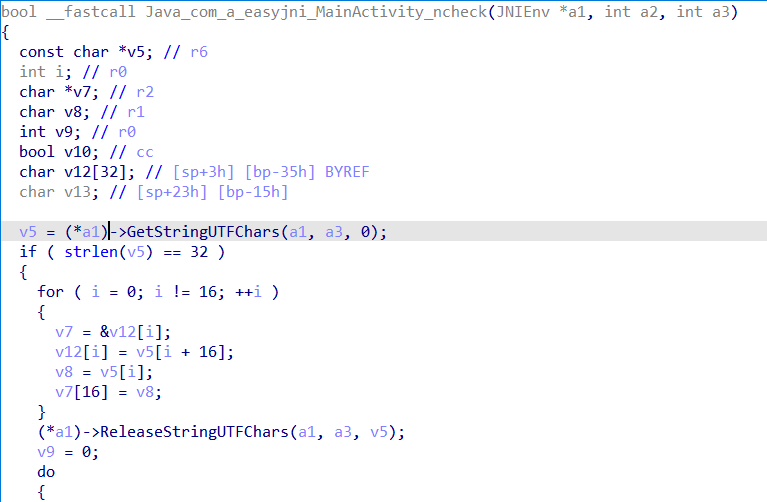 bool __fastcall Java_com_a_easyjni_MainActivity_ncheck(JNIEnv *a1, int a2, int a3)
{
  const char *v5; // r6
  int i; // r0
  char *v7; // r2
  char v8; // r1
  int v9; // r0
  bool v10; // cc
  char v12[32]; // [sp+3h] [bp-35h] BYREF
  char v13; // [sp+23h] [bp-15h]

  v5 = (*a1)->GetStringUTFChars(a1, a3, 0);
  if ( strlen(v5) == 32 )
  {
    for ( i = 0; i != 16; ++i )
    {
      v7 = &v12[i];
      v12[i] = v5[i + 16];
      v8 = v5[i];
      v7[16] = v8;
    }
    (*a1)->ReleaseStringUTFChars(a1, a3, v5);
    v9 = 0;
    do
    {